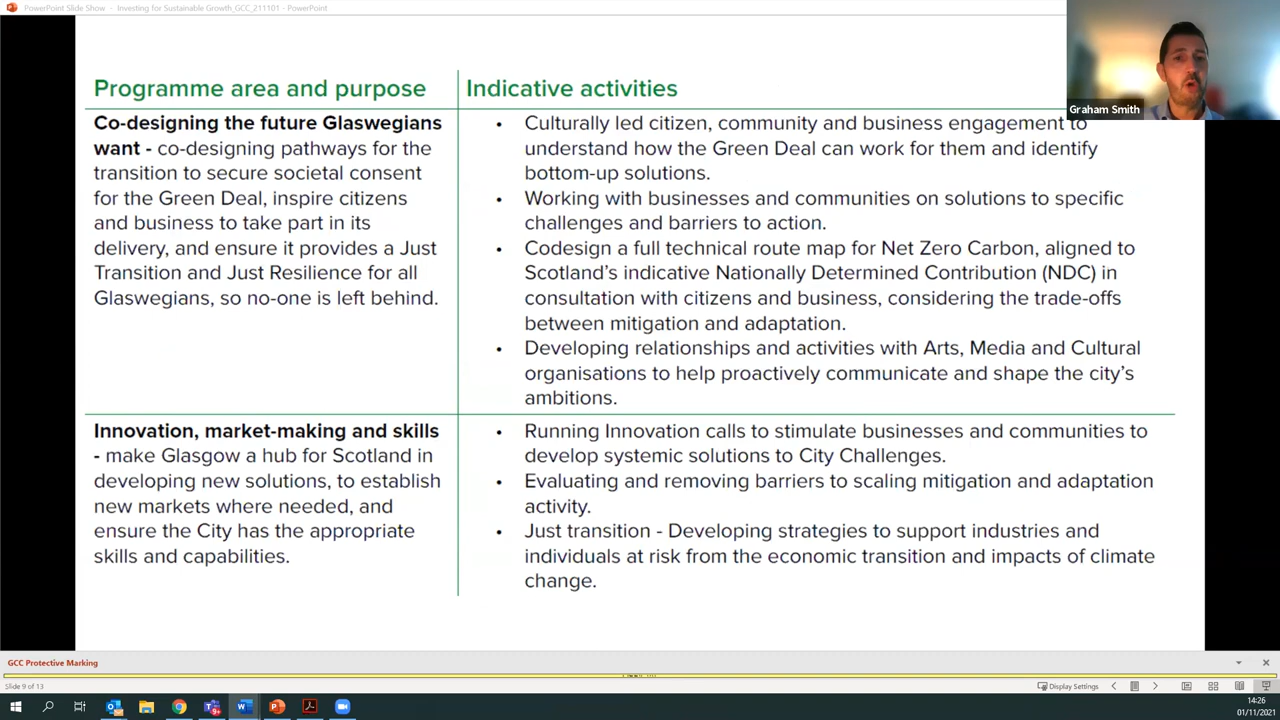 PowerPoint Slide Show - Investing for Sustainable Growth_GCC_211101 - PowerPoint
Graham Smith
Programme area and purpose
Indicative activities
Co-designing the future Glaswegians
want - co-designing pathways for the
transition to secure societal consent
for the Green Deal, inspire citizens
and business to take part in its
delivery, and ensure it provides a Just
Transition and Just Resilience for all
Glaswegians, so no-one is left behind.
• Culturally led citizen, community and business engagement to
understand how the Green Deal can work for them and identify
bottom-up solutions.
• Working with businesses and communities on solutions to specific
challenges and barriers to action.
• Codesign a full technical route map for Net Zero Carbon, aligned to
Scotland's indicative Nationally Determined Contribution (NDC) in
consultation with citizens and business, considering the trade-offs
between mitigation and adaptation.
• Developing relationships and activities with Arts, Media and Cultural
organisations to help proactively communicate and shape the city's
ambitions.
Innovation, market-making and skills
- make Glasgow a hub for Scotland in
developing new solutions, to establish
new markets where needed, and
ensure the City has the appropriate
skills and capabilities.
• Running Innovation calls to stimulate businesses and communities to
develop systemic solutions to City Challenges.
• Evaluating and removing barriers to scaling mitigation and adaptation
activity.
• Just transition - Developing strategies to support industries and
individuals at risk from the economic transition and impacts of climate
change.
GCC Protective Marking
Slide 9 of 13
Display Settings
14:26
01/11/2021